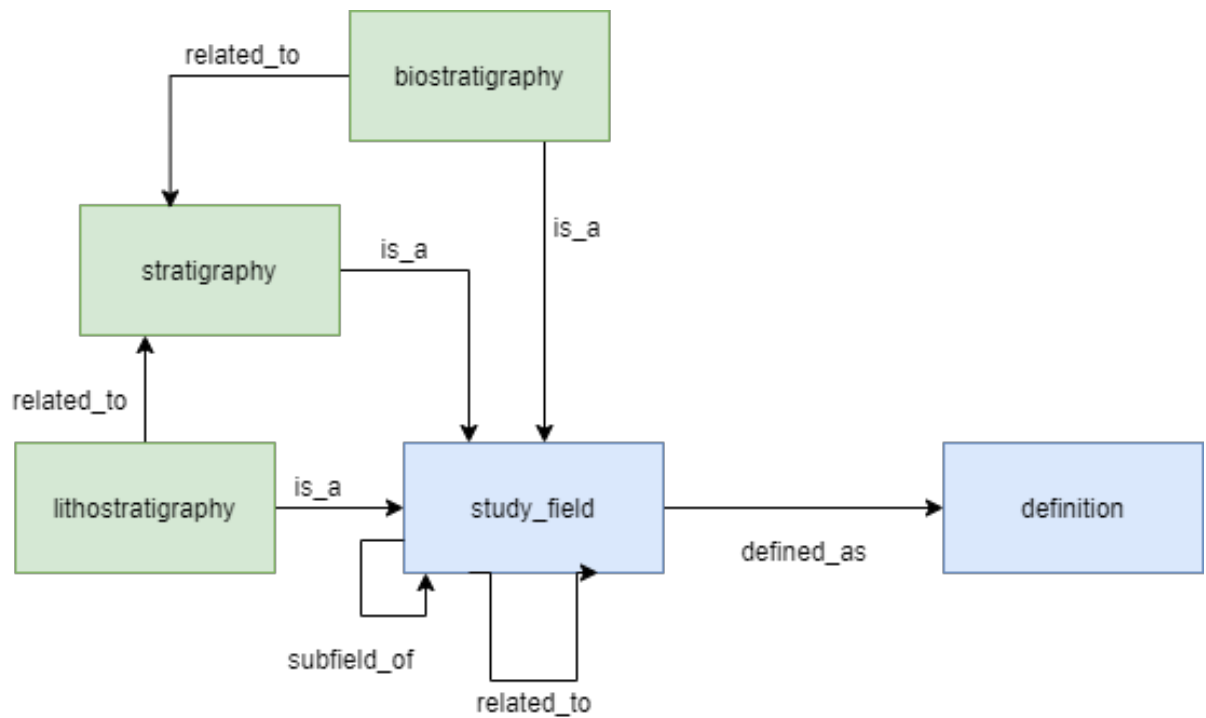 related_to
biostratigraphy
is_a
stratigraphy
is_a
related_to
lithostratigraphy
is_a
study_field
defined_as
definition
subfield_of
related_to